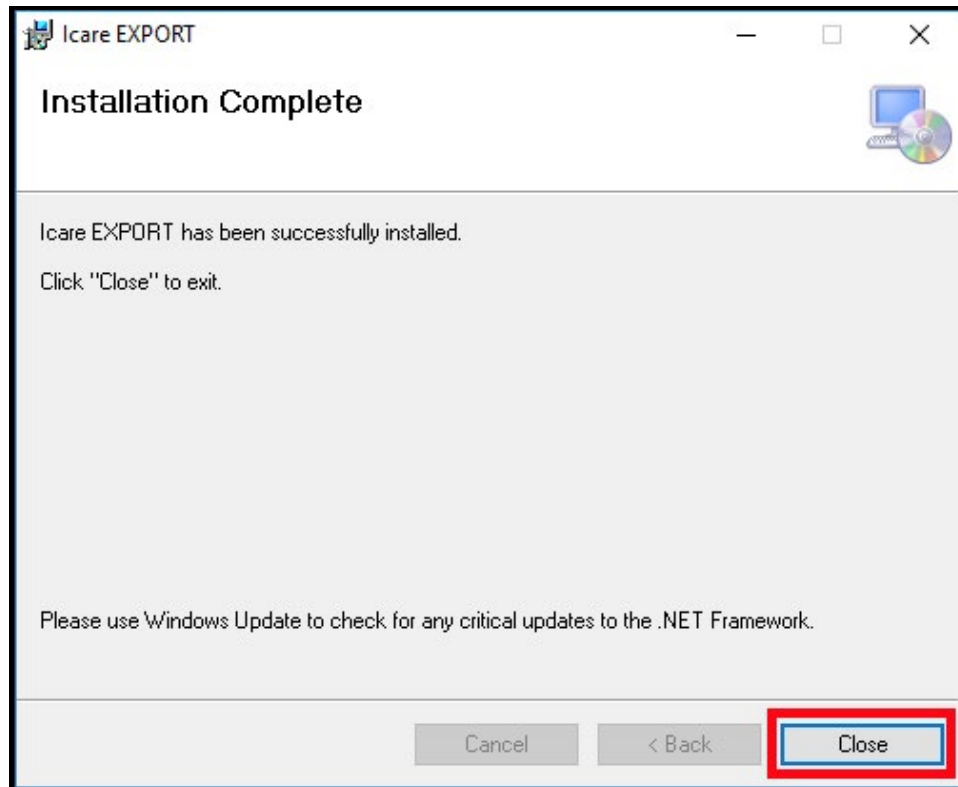 Icare EXPORT
Installation Complete
Icare EXPORT has been successfully installed.
Click "Close" to exit.
Please use Windows Update to check for any critical updates to the .NET Framework.
Cancel
< Back
Close